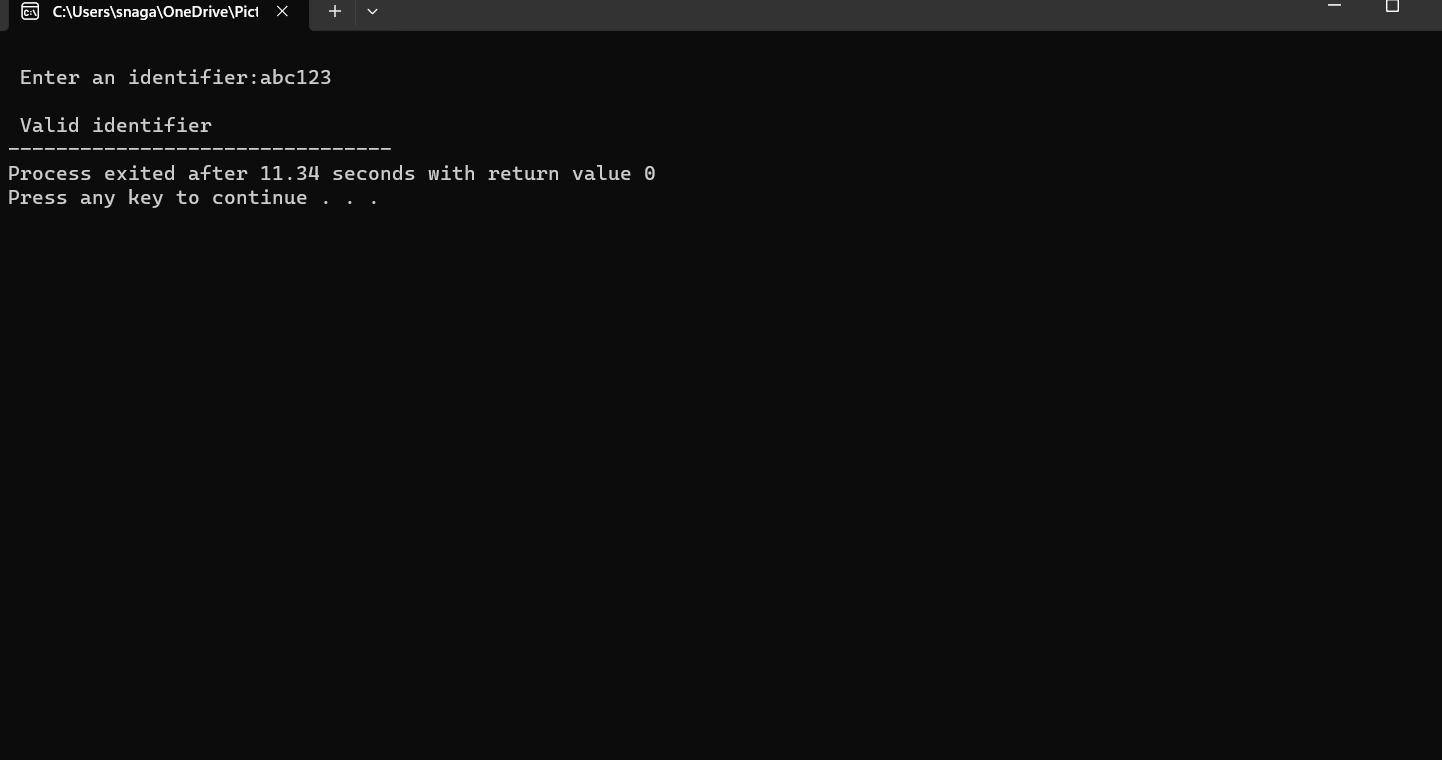 C:\Users\snaga\OneDrive\Pict
Enter an identifier:abc123
Valid identifier
--------------------------------
Process exited after 11.34 seconds with return value 0
Press any key to continue . . .